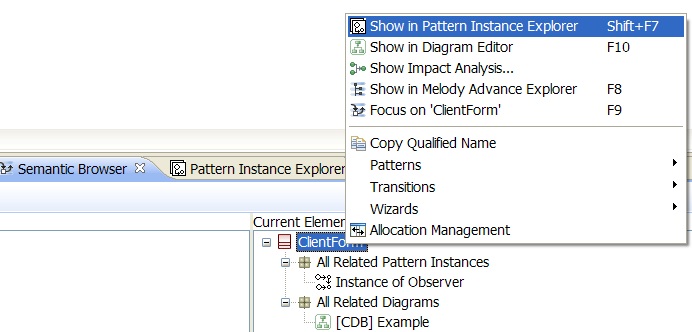 Show in Pattern Instance Explorer Shift+F7
Show in Diagram Editor F10
Show Impact Analysis...
Show in Melody Advance Explorer F8
Focus on 'ClientForm' F9
Copy Qualified Name
Patterns
Transitions
Wizards
Allocation Management
Semantic Browser Pattern Instance Explorer
Current Elemen
ClientForm
All Related Pattern Instances
Instance of Observer
All Related Diagrams
[CDB] Example